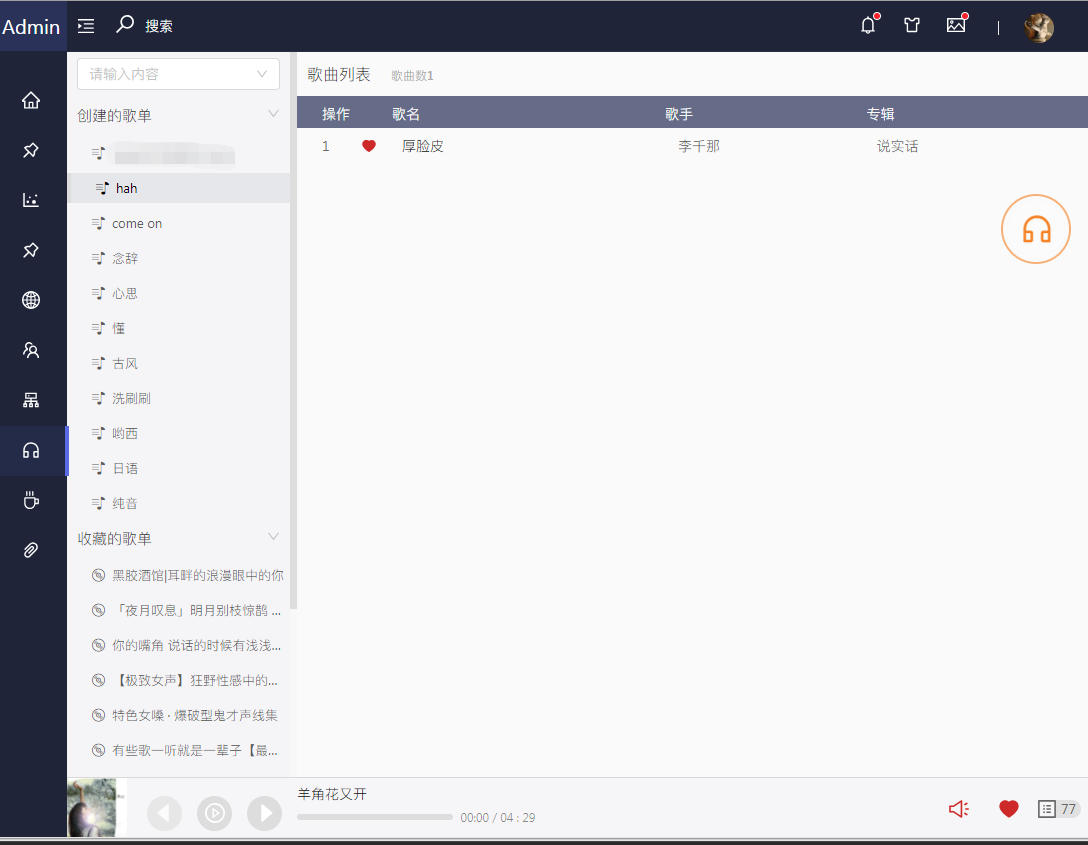 Admin
搜索
请输入内容
创建的歌单
hah
come on
念辞
心思
懂
古风
洗刷刷
哟西
日语
纯音
收藏的歌单
黑胶酒馆|耳畔的浪漫眼中的你
「夜月叹息」明月别枝惊鹊 ...
你的嘴角 说话的时候有浅浅...
【极致女声】狂野性感中的...
特色女嗓 · 爆破型鬼才声线集
有些歌一听就是一辈子【最...
歌曲列表 歌曲数1
操作 歌名 歌手 专辑
1 厚脸皮 李千那 说实话
羊角花又开
00:00 / 04 : 29
77